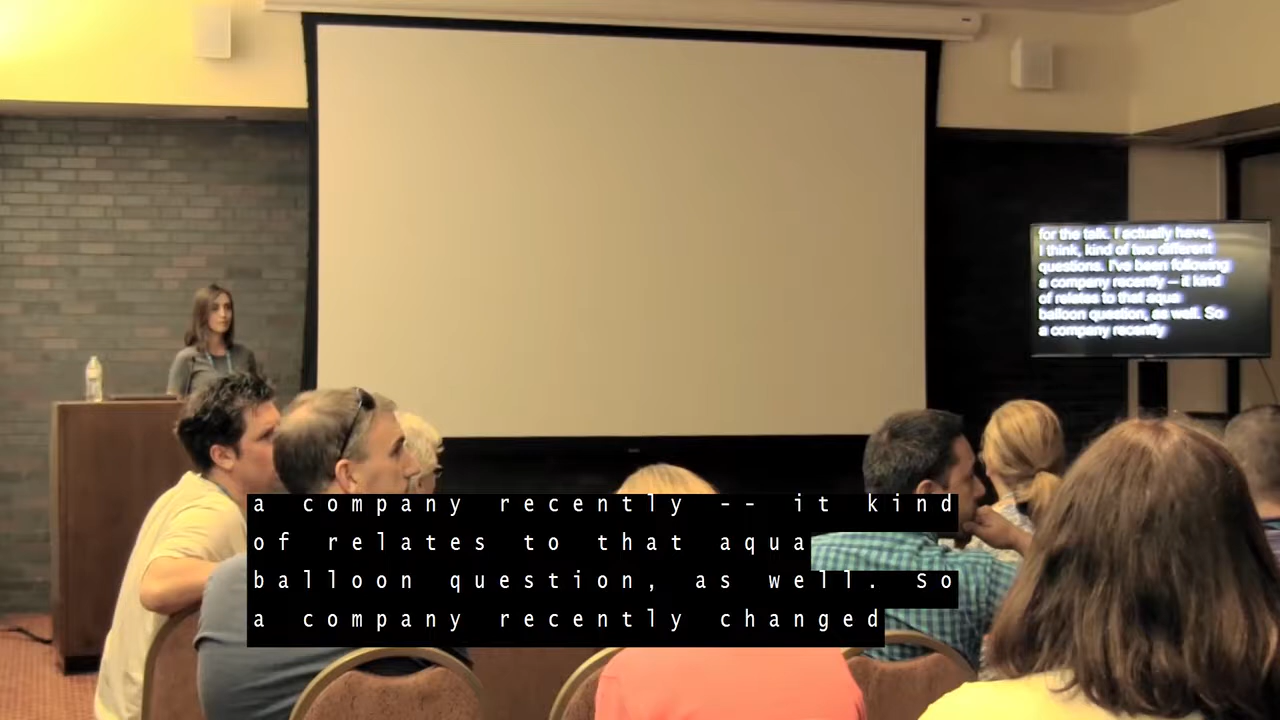 for the talk. I actually have,
I think, kind of two different
questions. I've been following
a company recently -- it kind
of relates to that aqua
balloon question, as well. So
a company recently
a company recently -- it kind
of relates to that aqua
balloon question, as well. So
a company recently changed